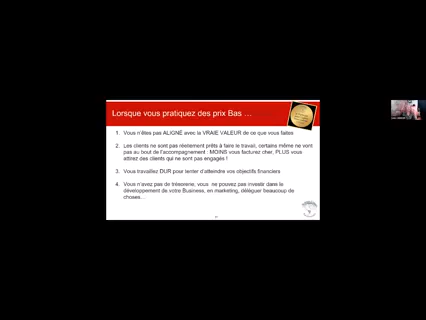 Lorsque vous pratiquez des prix Bas ...
1. Vous n'êtes pas ALIGNÉ avec la VRAIE VALEUR de ce que vous faites
2. Les clients ne sont pas réellement prêts à faire le travail, certains même ne vont
pas au bout de l'accompagnement : MOINS vous facturez cher, PLUS vous
attirez des clients qui ne sont pas engagés !
3. Vous travaillez DUR pour tenter d'atteindre vos objectifs financiers
4. Vous n'avez pas de trésorerie, vous ne pouvez pas investir dans le
développement de votre Business, en marketing, déléguer beaucoup de
choses...